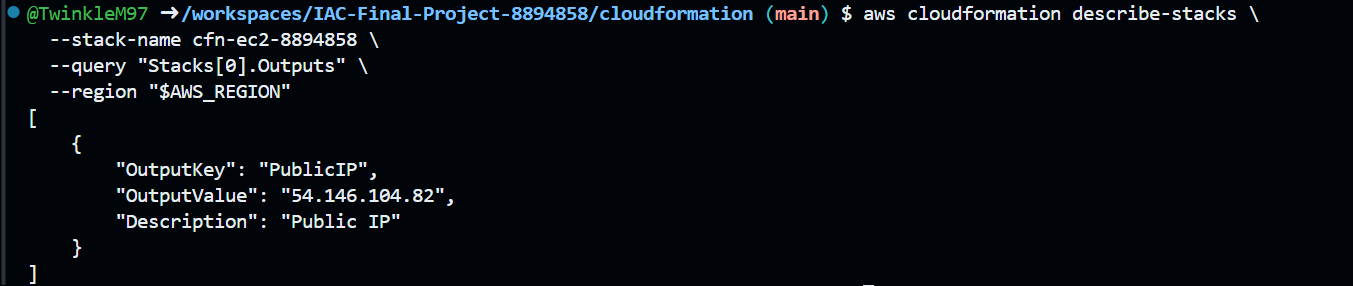 @TwinkleM97 ➜/workspaces/IAC-Final-Project-8894858/cloudformation (main) $ aws cloudformation describe-stacks \
  --stack-name cfn-ec2-8894858 \
  --query "Stacks[0].Outputs" \
  --region "$AWS_REGION"
[
    {
        "OutputKey": "PublicIP",
        "OutputValue": "54.146.104.82",
        "Description": "Public IP"
    }
]